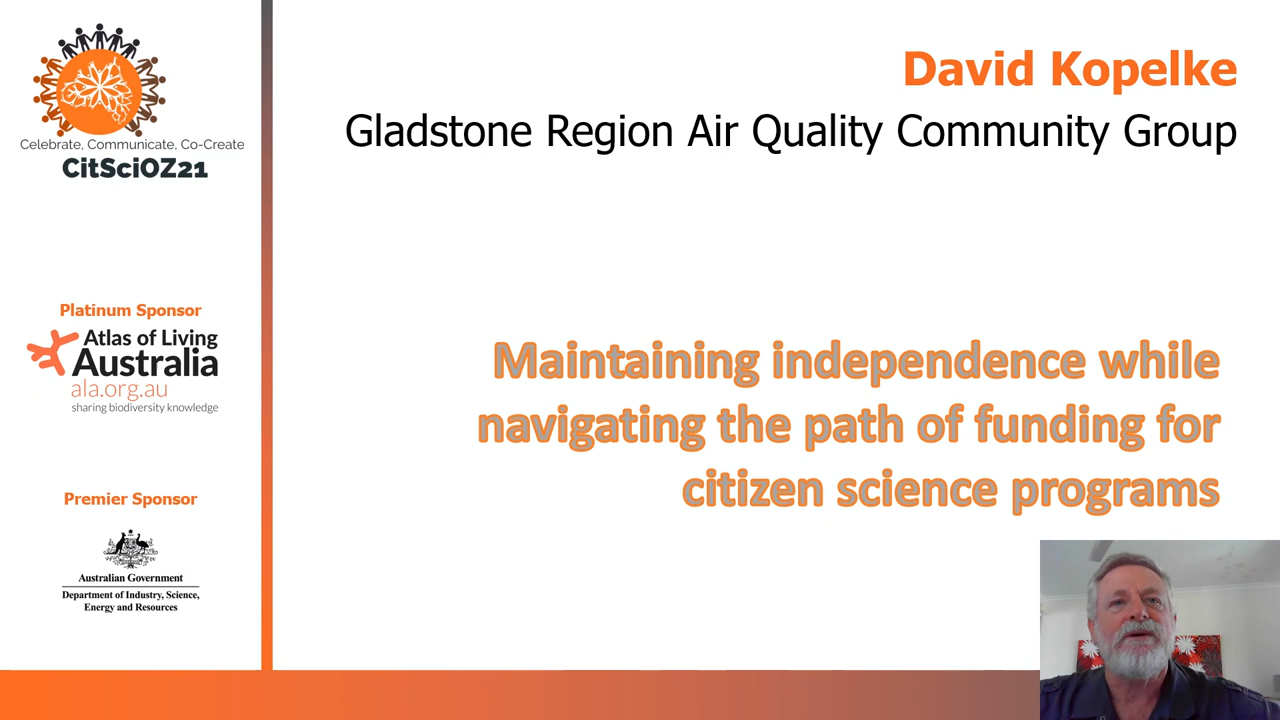 Celebrate, Communicate, Co-Create
CitSciOZ21
Platinum Sponsor
Atlas of Living
Australia
ala.org.au
sharing biodiversity knowledge
Premier Sponsor
Australian Government
Department of Industry, Science,
Energy and Resources
David Kopelke
Gladstone Region Air Quality Community Group
Maintaining independence while
navigating the path of funding for
citizen science programs